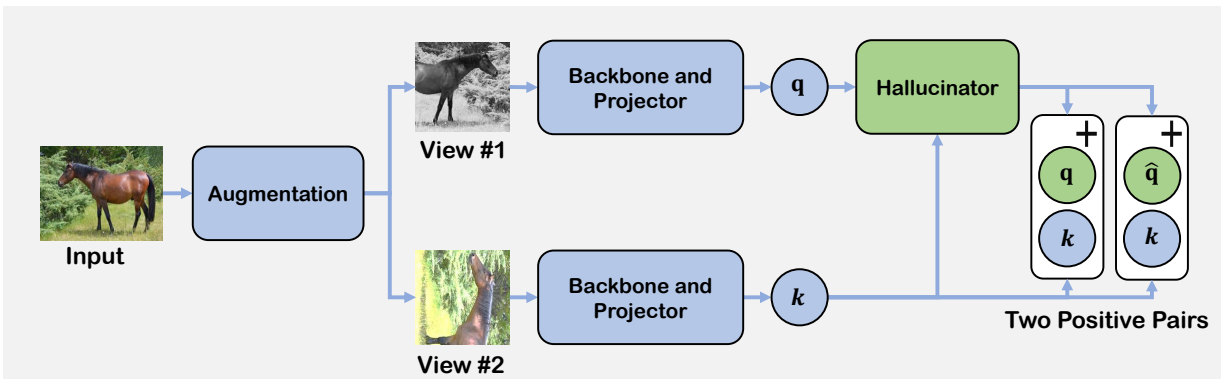 Input
Augmentation
View #1
Backbone and
Projector
q
Hallucinator
View #2
Backbone and
Projector
k
+
q
k
+
q̂
k
Two Positive Pairs